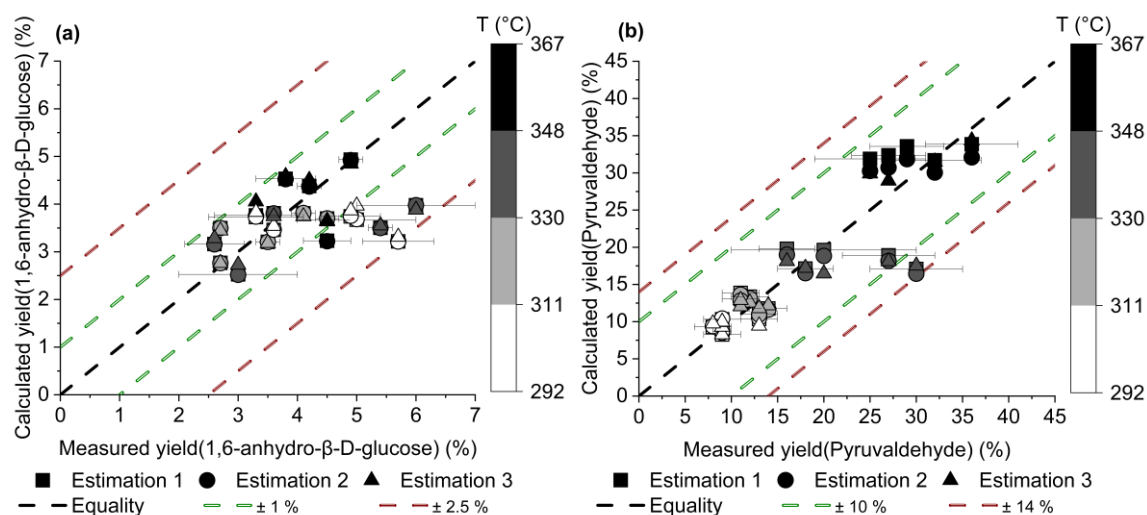 (a)
Calculated yield(1,6-anhydro-β-D-glucose) (%)
7
6
5
4
3
2
1
0
0 1 2 3 4 5 6 7
Measured yield(1,6-anhydro-β-D-glucose) (%)
T (°C)
367
348
330
311
292
Estimation 1 Estimation 2 Estimation 3
Equality ± 1 % ± 2.5 %
(b)
Calculated yield(Pyruvaldehyde) (%)
45
40
35
30
25
20
15
10
5
0
0 5 10 15 20 25 30 35 40 45
Measured yield(Pyruvaldehyde) (%)
T (°C)
367
348
330
311
292
Estimation 1 Estimation 2 Estimation 3
Equality ± 10 % ± 14 %